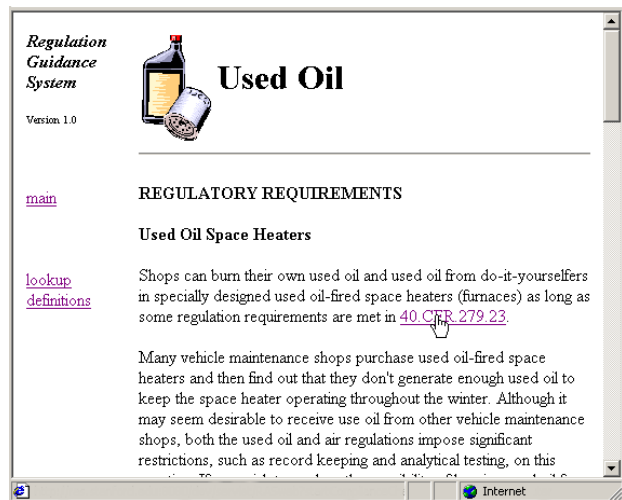 Regulation
Guidance
System
Version 1.0
Used Oil
main
lookup
definitions
REGULATORY REQUIREMENTS
Used Oil Space Heaters
Shops can burn their own used oil and used oil from do-it-yourselfers
in specially designed used oil-fired space heaters (furnaces) as long as
some regulation requirements are met in 40.CFR.279.23.
Many vehicle maintenance shops purchase used oil-fired space
heaters and then find out that they don't generate enough used oil to
keep the space heater operating throughout the winter. Although it
may seem desirable to receive use oil from other vehicle maintenance
shops, both the used oil and air regulations impose significant
restrictions, such as record keeping and analytical testing, on this
Internet